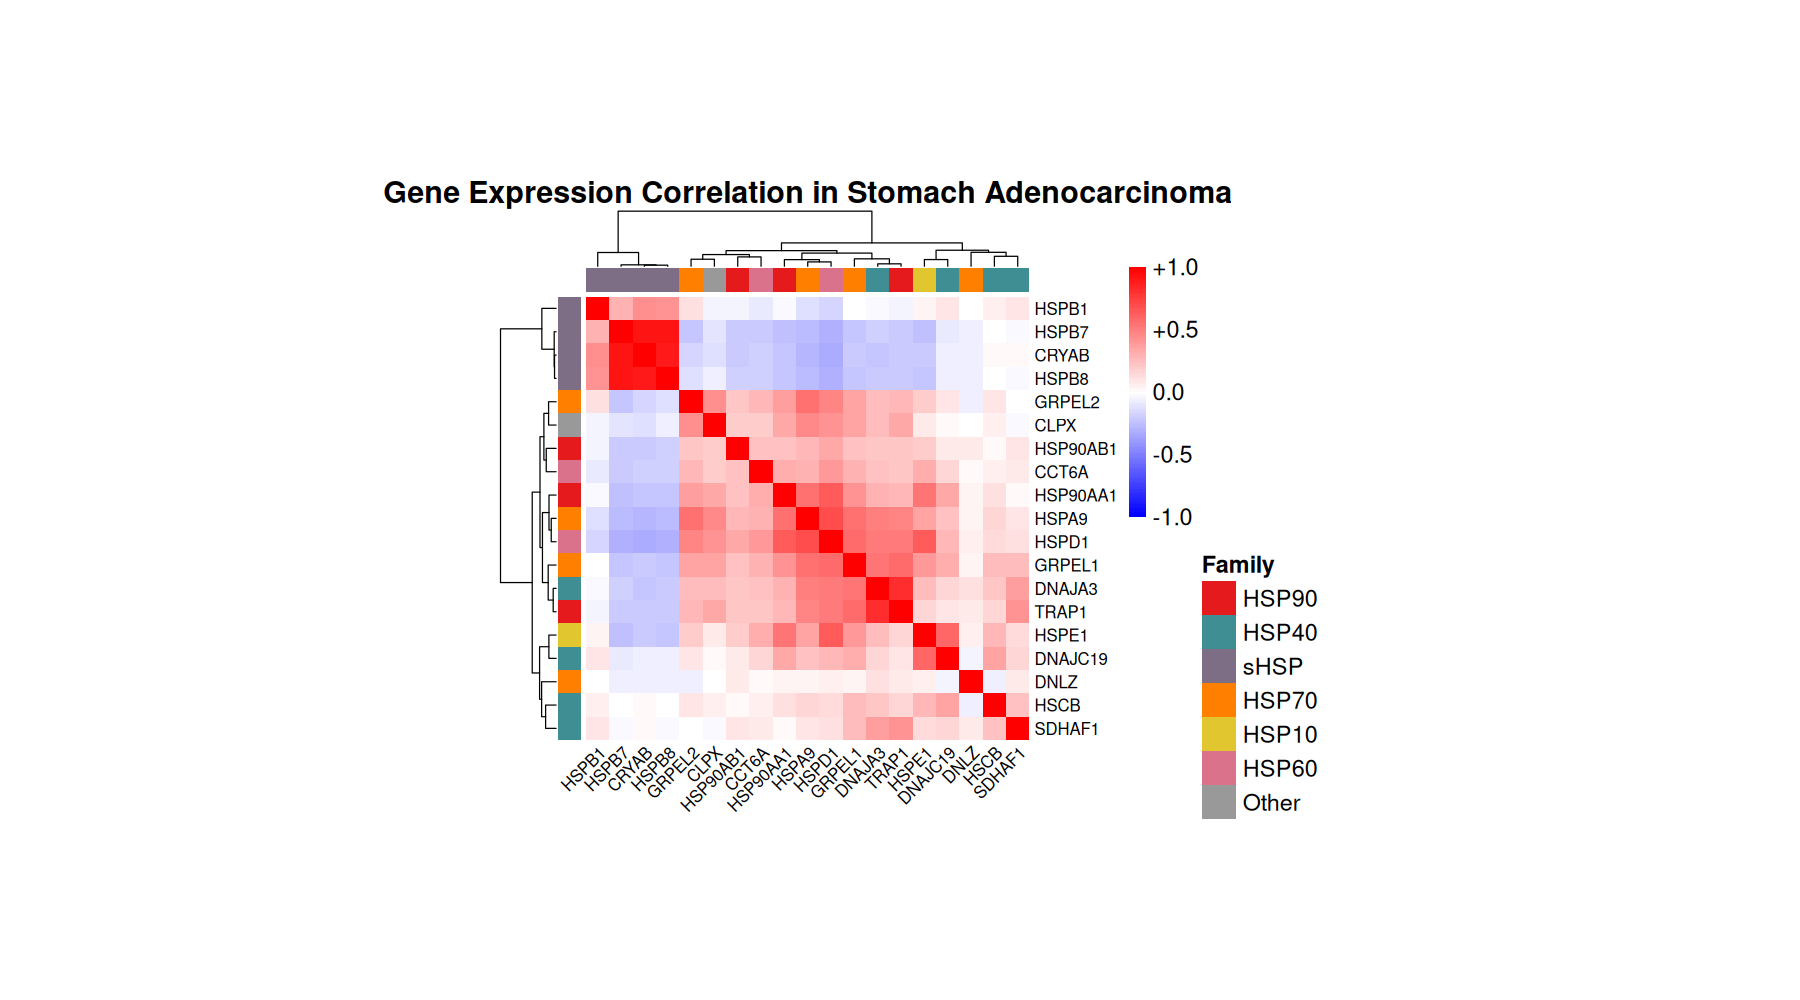 Gene Expression Correlation in Stomach Adenocarcinoma
+1.0
+0.5
0.0
-0.5
-1.0
HSPB1
HSPB7
CRYAB
HSPB8
GRPEL2
CLPX
HSP90AB1
CCT6A
HSP90AA1
HSPA9
HSPD1
GRPEL1
DNAJA3
TRAP1
HSPE1
DNAJC19
DNLZ
HSCB
SDHAF1
HSPB1
HSPB7
CRYAB
HSPB8
GRPEL2
CLPX
HSP90AB1
CCT6A
HSP90AA1
HSPA9
HSPD1
GRPEL1
DNAJA3
TRAP1
HSPE1
DNAJC19
DNLZ
HSCB
SDHAF1
Family
HSP90
HSP40
sHSP
HSP70
HSP10
HSP60
Other